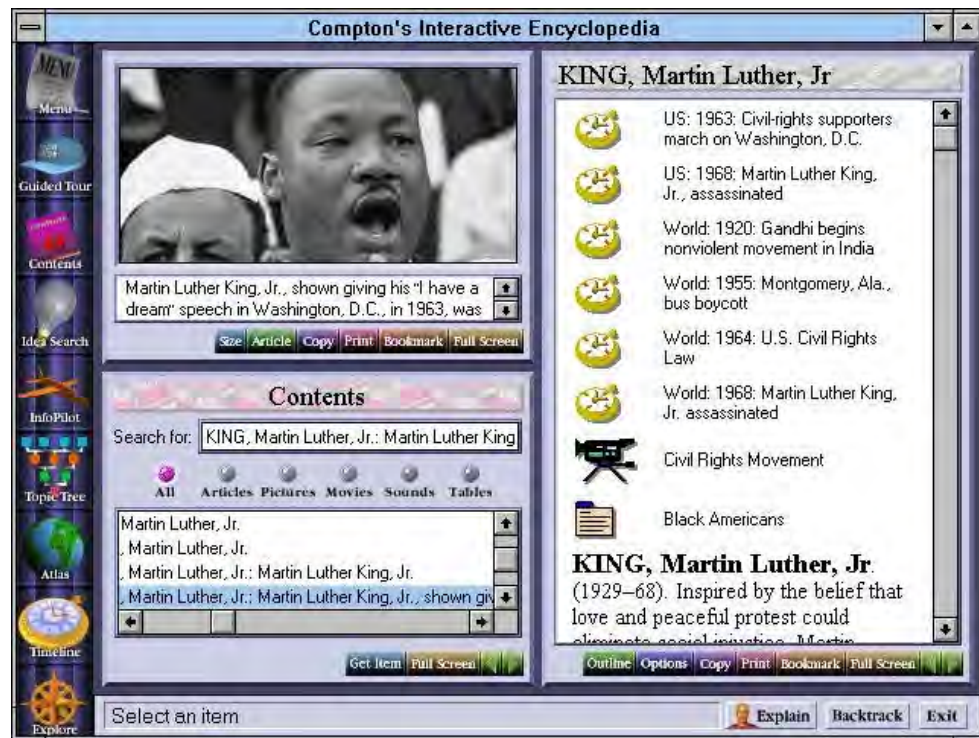 Compton's Interactive Encyclopedia
MENU
Menu
Guided Tour
Contents
Idea Search
InfoPilot
Topic Tree
Atlas
Timeline
Explore
Martin Luther King, Jr., shown giving his "I have a
dream" speech in Washington, D.C., in 1963, was
Size Article Copy Print Bookmark Full Screen
Contents
Search for: KING, Martin Luther, Jr.: Martin Luther King
All Articles Pictures Movies Sounds Tables
Martin Luther, Jr.
, Martin Luther, Jr.
, Martin Luther, Jr.: Martin Luther King, Jr.
, Martin Luther, Jr.: Martin Luther King, Jr., shown giv
Get Item Full Screen
KING, Martin Luther, Jr
US: 1963: Civil-rights supporters
march on Washington, D.C.
US: 1968: Martin Luther King,
Jr., assassinated
World: 1920: Gandhi begins
nonviolent movement in India
World: 1955: Montgomery, Ala.,
bus boycott
World: 1964: U.S. Civil Rights
Law
World: 1968: Martin Luther King,
Jr. assassinated
Civil Rights Movement
Black Americans
KING, Martin Luther, Jr.
(1929–68). Inspired by the belief that
love and peaceful protest could
eliminate social injustice, Martin
Outline Options Copy Print Bookmark Full Screen
Select an item
Explain Backtrack Exit